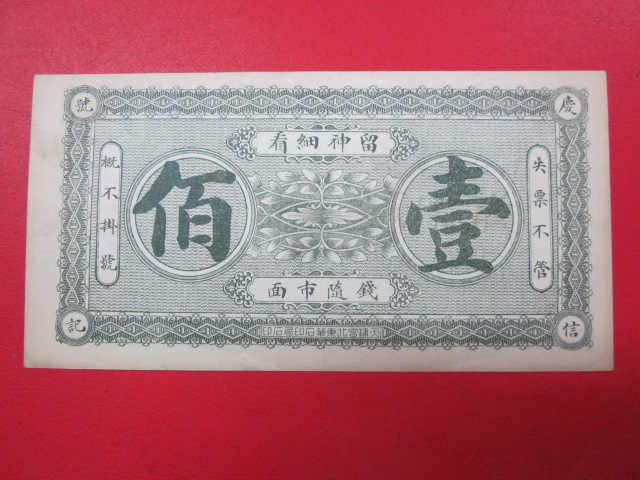 慶信號記
留神細看
壹佰
失票不管
概不掛號
錢隨市面